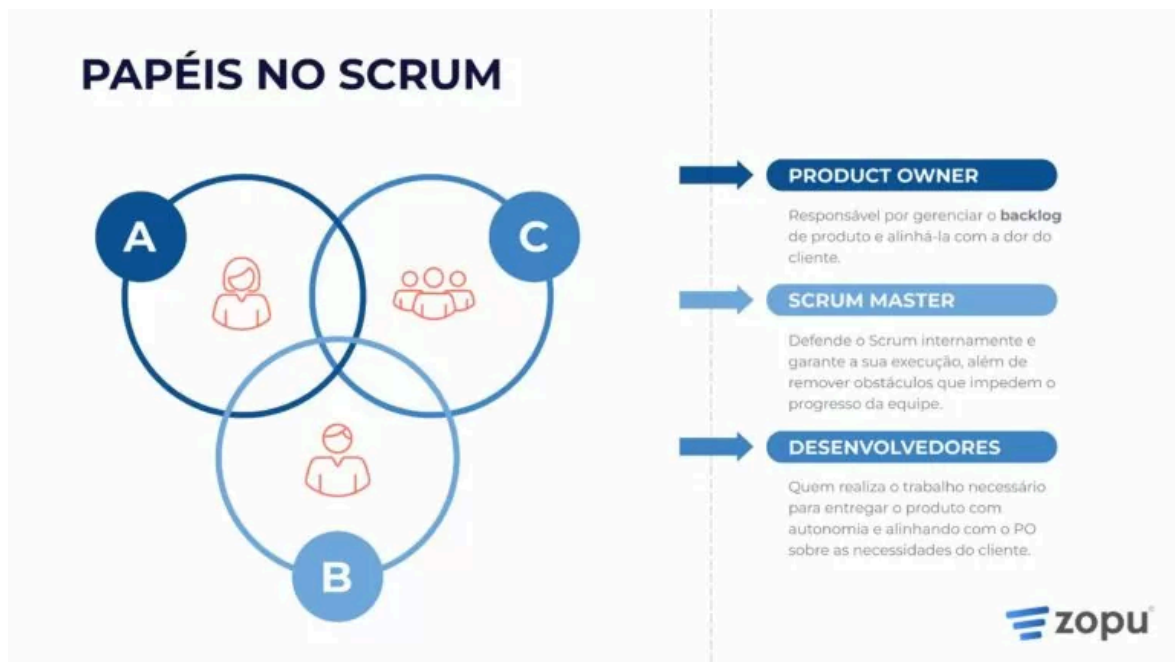 PAPÉIS NO SCRUM
A
C
B
PRODUCT OWNER
Responsável por gerenciar o backlog
de produto e alinhá-la com a dor do
cliente.
SCRUM MASTER
Defende o Scrum internamente e
garante a sua execução, além de
remover obstáculos que impedem o
progresso da equipe.
DESENVOLVEDORES
Quem realiza o trabalho necessário
para entregar o produto com
autonomia e alinhando com o PO
sobre as necessidades do cliente.
zopu